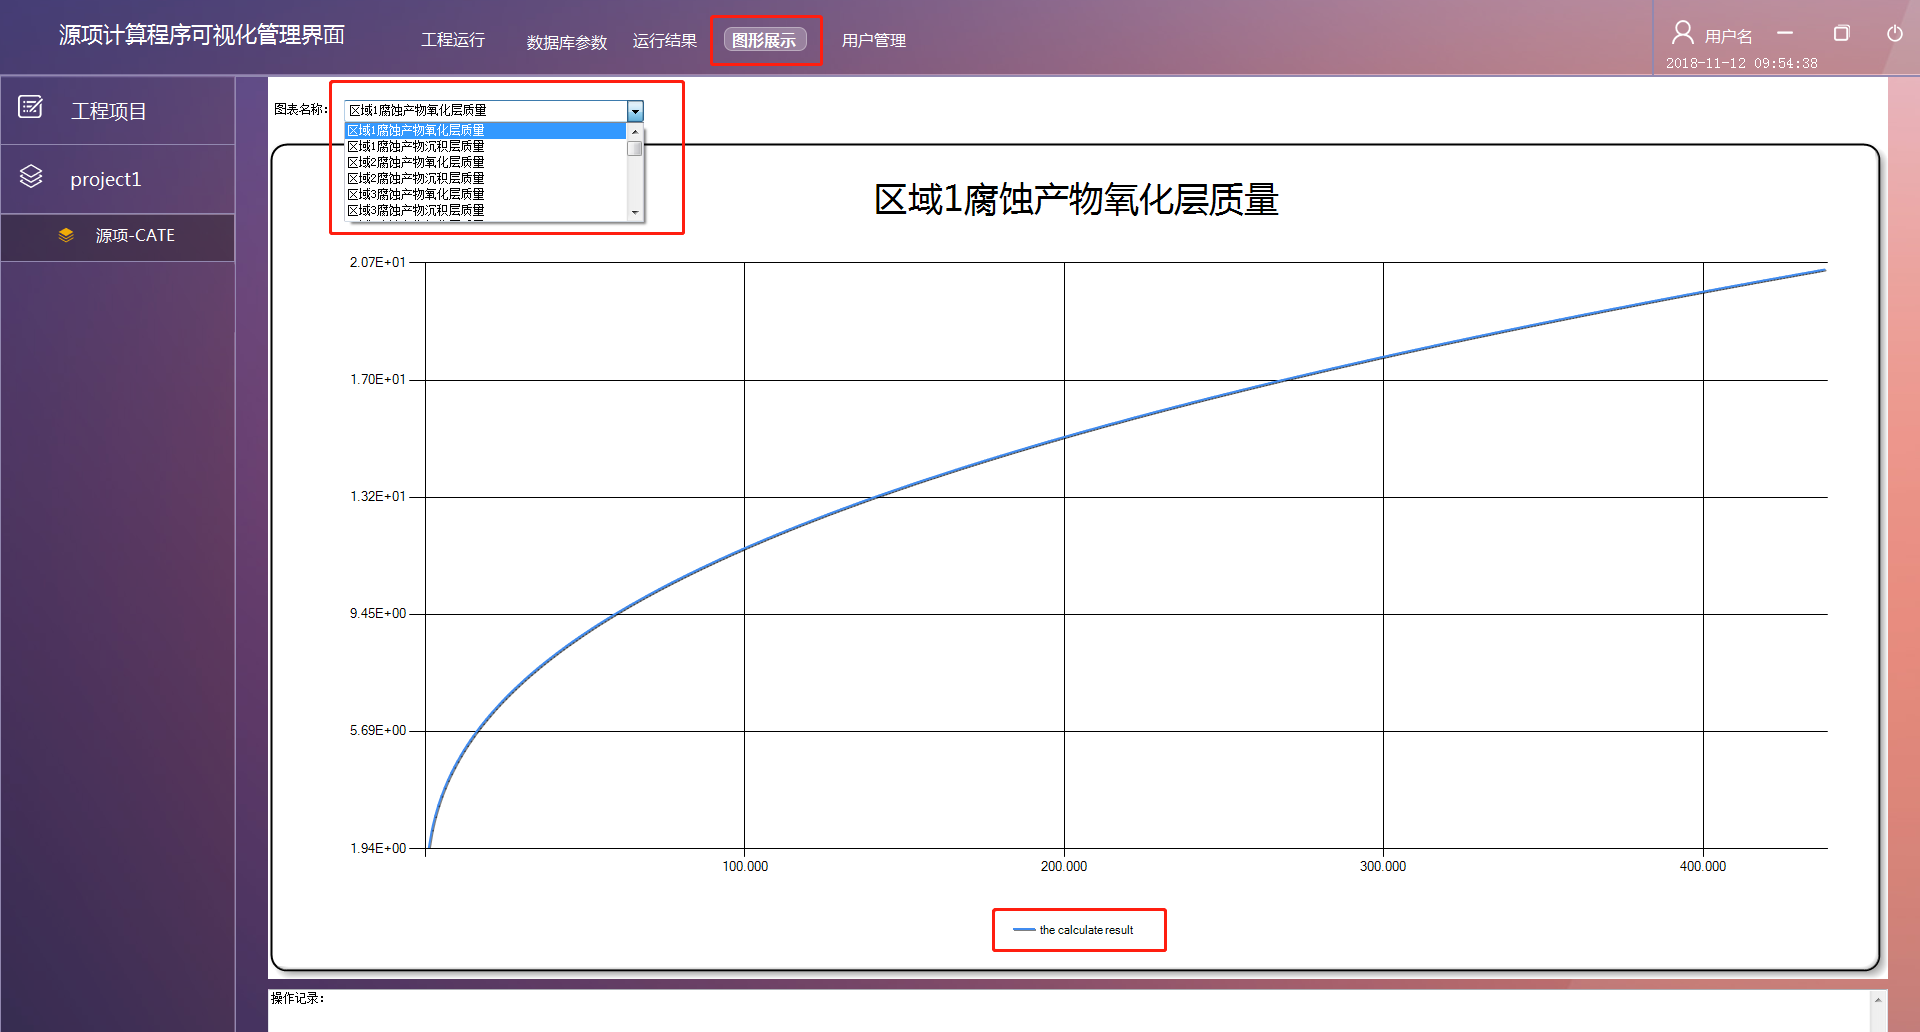 源项计算程序可视化管理界面
工程运行
数据库参数
运行结果
图形展示
用户管理
用户名
2018-11-12 09:54:38
工程项目
project1
源项-CATE
图表名称:
区域1腐蚀产物氧化层质量
区域1腐蚀产物氧化层质量
区域1腐蚀产物沉积层质量
区域2腐蚀产物氧化层质量
区域2腐蚀产物沉积层质量
区域3腐蚀产物氧化层质量
区域3腐蚀产物沉积层质量
区域1腐蚀产物氧化层质量
2.07E+01
1.70E+01
1.32E+01
9.45E+00
5.69E+00
1.94E+00
100.000
200.000
300.000
400.000
the calculate result
操作记录: